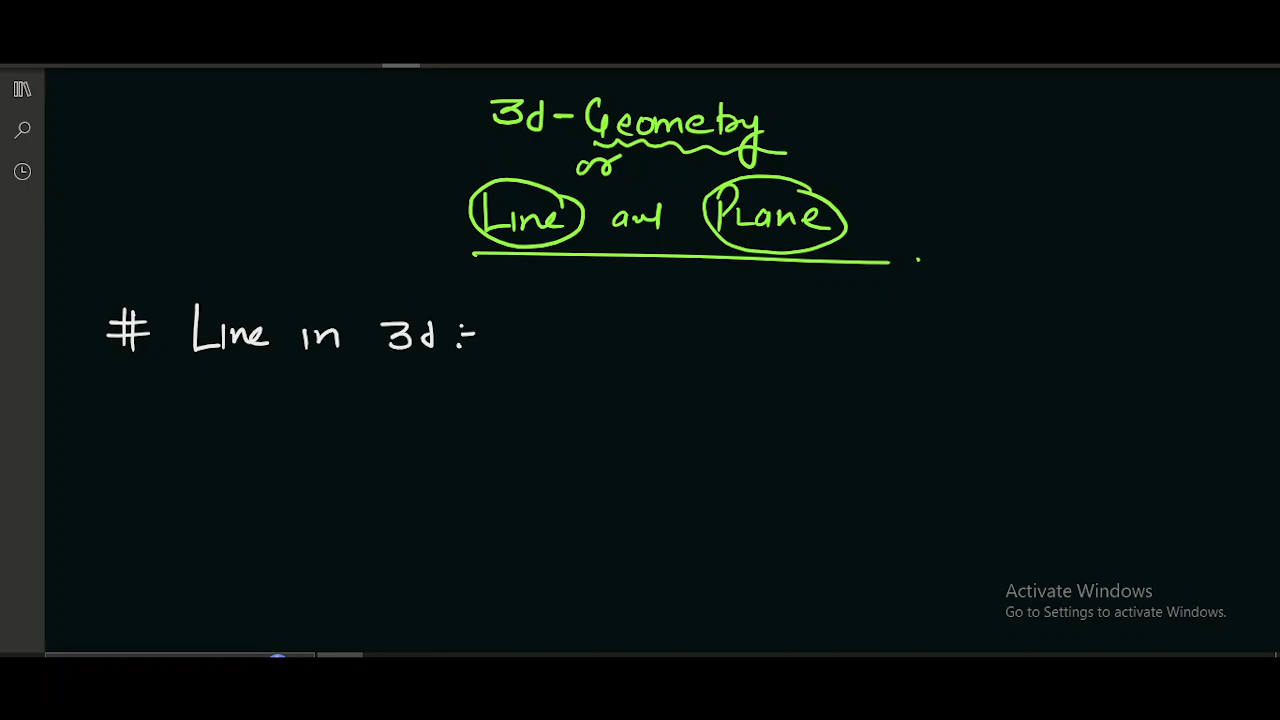 3d-Geometry
or
Line and Plane
# Line in 3d :-
Activate Windows
Go to Settings to activate Windows.